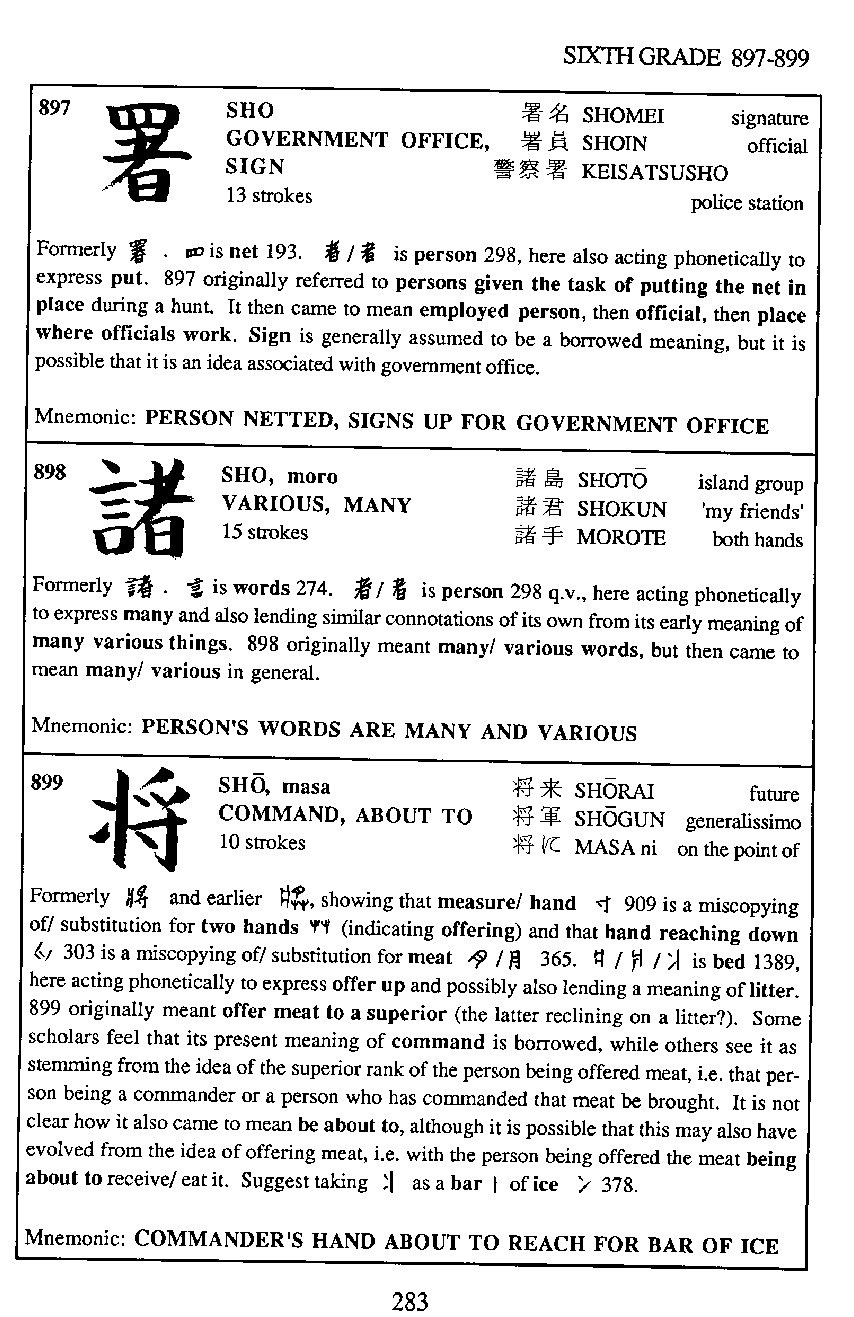 SIXTH GRADE 897-899
897
署
SHO
GOVERNMENT OFFICE,
SIGN
13 strokes
署名 SHOMEI signature
署員 SHOIN official
警察署 KEISATSUSHO
police station
Formerly 署 . 罒 is net 193. 者 / 者 is person 298, here also acting phonetically to
express put. 897 originally referred to persons given the task of putting the net in
place during a hunt. It then came to mean employed person, then official, then place
where officials work. Sign is generally assumed to be a borrowed meaning, but it is
possible that it is an idea associated with government office.
Mnemonic: PERSON NETTED, SIGNS UP FOR GOVERNMENT OFFICE
898
諸
SHO, moro
VARIOUS, MANY
15 strokes
諸島 SHOTŌ island group
諸君 SHOKUN 'my friends'
諸手 MOROTE both hands
Formerly 諸 . 言 is words 274. 者 / 者 is person 298 q.v., here acting phonetically
to express many and also lending similar connotations of its own from its early meaning of
many various things. 898 originally meant many/ various words, but then came to
mean many/ various in general.
Mnemonic: PERSON'S WORDS ARE MANY AND VARIOUS
899
将
SHŌ, masa
COMMAND, ABOUT TO
10 strokes
将来 SHŌRAI future
将軍 SHŌGUN generalissimo
将に MASA ni on the point of
Formerly 將 and earlier , showing that measure/ hand 寸 909 is a miscopying
of/ substitution for two hands (indicating offering) and that hand reaching down
303 is a miscopying of/ substitution for meat / 月 365. / 爿 / 丬 is bed 1389,
here acting phonetically to express offer up and possibly also lending a meaning of litter.
899 originally meant offer meat to a superior (the latter reclining on a litter?). Some
scholars feel that its present meaning of command is borrowed, while others see it as
stemming from the idea of the superior rank of the person being offered meat, i.e. that per-
son being a commander or a person who has commanded that meat be brought. It is not
clear how it also came to mean be about to, although it is possible that this may also have
evolved from the idea of offering meat, i.e. with the person being offered the meat being
about to receive/ eat it. Suggest taking 丬 as a bar | of ice 冫 378.
Mnemonic: COMMANDER'S HAND ABOUT TO REACH FOR BAR OF ICE
283